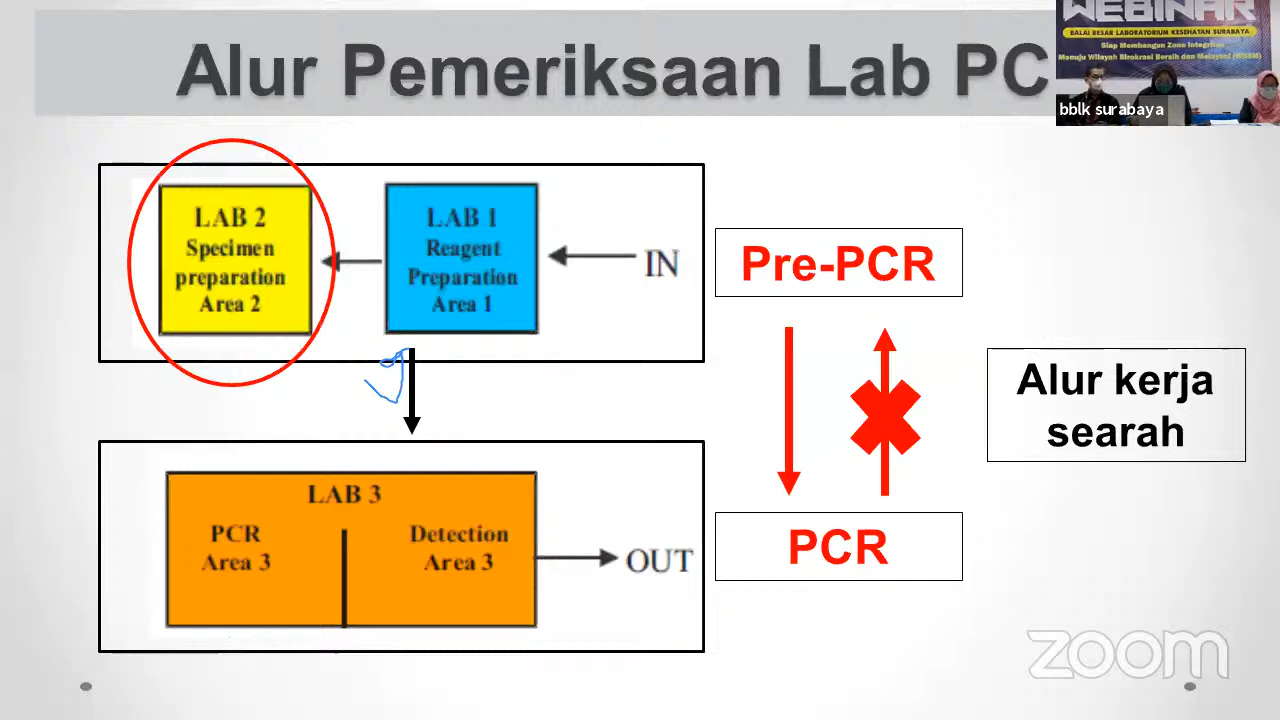 Alur Pemeriksaan Lab PC
WEBINAR
BALAI BESAR LABORATORIUM KESEHATAN SURABAYA
Siap Membangun Zona Integritas
Menuju Wilayah Birokrasi Bersih dan Melayani (WBBM)
bblk surabaya
LAB 2
Specimen
preparation
Area 2
LAB 1
Reagent
Preparation
Area 1
IN
Pre-PCR
Alur kerja
searah
LAB 3
PCR
Area 3
Detection
Area 3
OUT
PCR
zoom